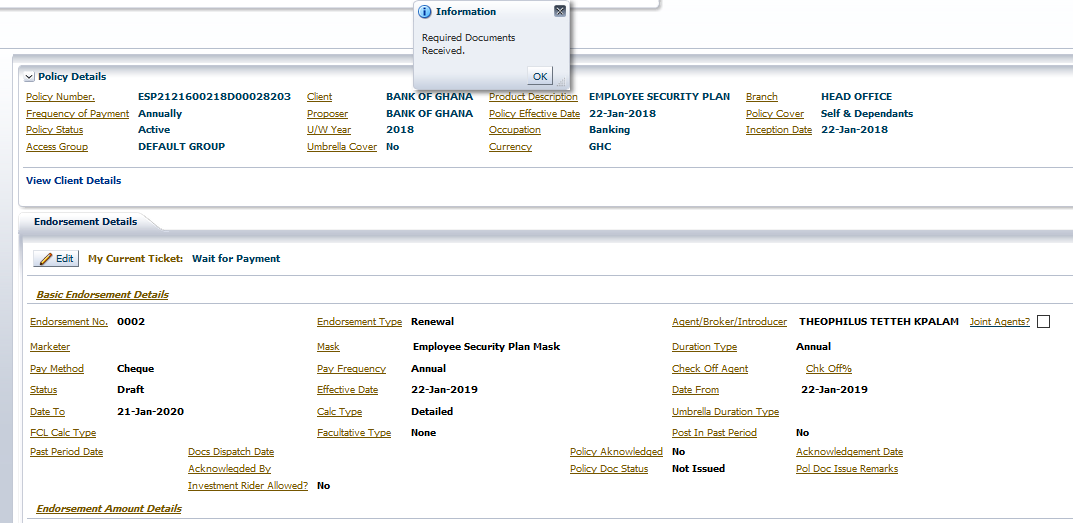 Information
Required Documents
Received.
OK
Policy Details
Policy Number. ESP2121600218D00028203 Client BANK OF GHANA Product Description EMPLOYEE SECURITY PLAN Branch HEAD OFFICE
Frequency of Payment Annually Proposer BANK OF GHANA Policy Effective Date 22-Jan-2018 Policy Cover Self & Dependants
Policy Status Active U/W Year 2018 Occupation Banking Inception Date 22-Jan-2018
Access Group DEFAULT GROUP Umbrella Cover No Currency GHC
View Client Details
Endorsement Details
Edit My Current Ticket: Wait for Payment
Basic Endorsement Details
Endorsement No. 0002 Endorsement Type Renewal Agent/Broker/Introducer THEOPHILUS TETTEH KPALAM Joint Agents?
Marketer Mask Employee Security Plan Mask Duration Type Annual
Pay Method Cheque Pay Frequency Annual Check Off Agent Chk Off%
Status Draft Effective Date 22-Jan-2019 Date From 22-Jan-2019
Date To 21-Jan-2020 Calc Type Detailed Umbrella Duration Type
FCL Calc Type Facultative Type None Post In Past Period No
Past Period Date Docs Dispatch Date Policy Aknowledged No Acknowledgement Date
Acknowleqded By Policy Doc Status Not Issued Pol Doc Issue Remarks
Investment Rider Allowed? No
Endorsement Amount Details